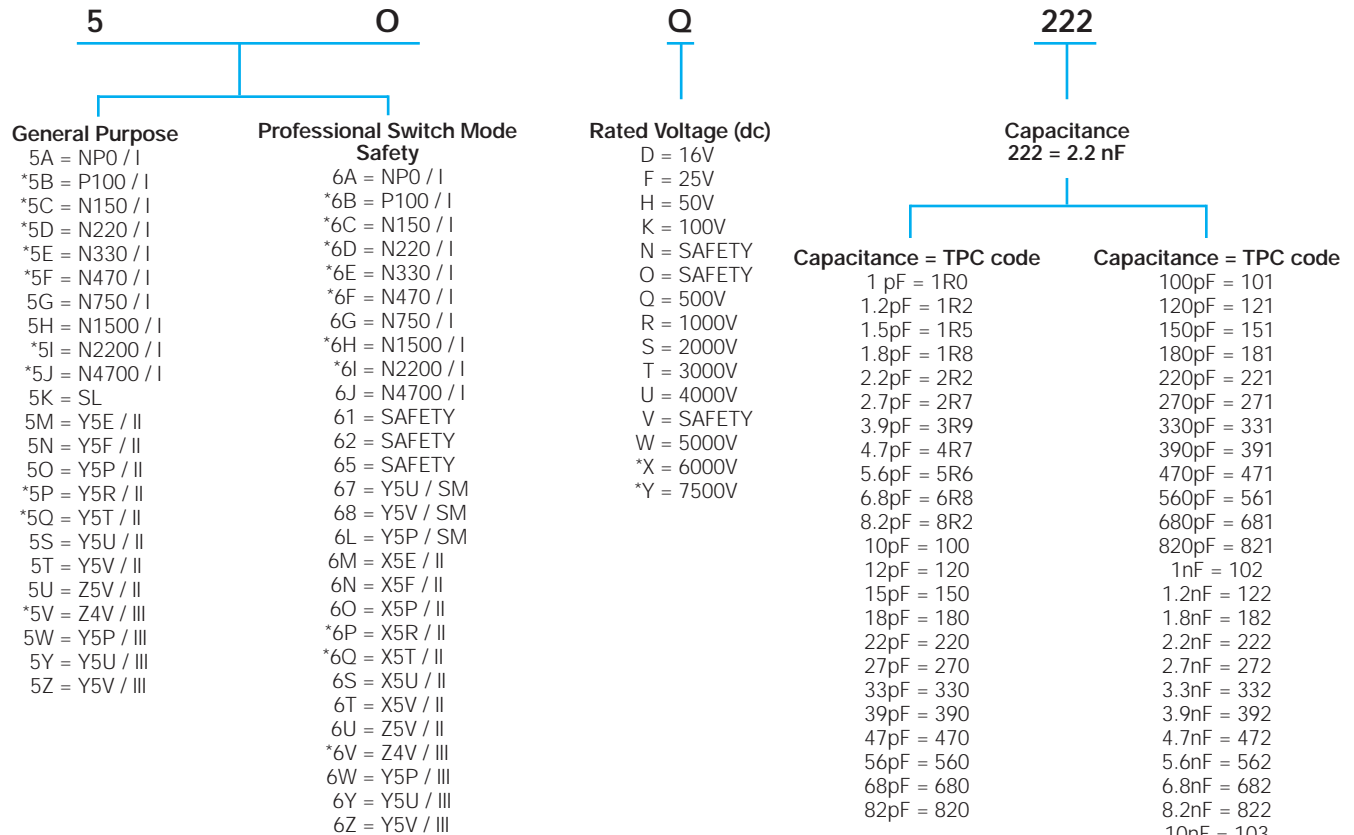 5 O Q 222
General Purpose
5A = NP0 / I
*5B = P100 / I
*5C = N150 / I
*5D = N220 / I
*5E = N330 / I
*5F = N470 / I
5G = N750 / I
5H = N1500 / I
*5I = N2200 / I
*5J = N4700 / I
5K = SL
5M = Y5E / II
5N = Y5F / II
5O = Y5P / II
*5P = Y5R / II
*5Q = Y5T / II
5S = Y5U / II
5T = Y5V / II
5U = Z5V / II
*5V = Z4V / III
5W = Y5P / III
5Y = Y5U / III
5Z = Y5V / III
Professional Switch Mode
Safety
6A = NP0 / I
*6B = P100 / I
*6C = N150 / I
*6D = N220 / I
*6E = N330 / I
*6F = N470 / I
6G = N750 / I
*6H = N1500 / I
*6I = N2200 / I
6J = N4700 / I
61 = SAFETY
62 = SAFETY
65 = SAFETY
67 = Y5U / SM
68 = Y5V / SM
6L = Y5P / SM
6M = X5E / II
6N = X5F / II
6O = X5P / II
*6P = X5R / II
*6Q = X5T / II
6S = X5U / II
6T = X5V / II
6U = Z5V / II
*6V = Z4V / III
6W = Y5P / III
6Y = Y5U / III
6Z = Y5V / III
Rated Voltage (dc)
D = 16V
F = 25V
H = 50V
K = 100V
N = SAFETY
O = SAFETY
Q = 500V
R = 1000V
S = 2000V
T = 3000V
U = 4000V
V = SAFETY
W = 5000V
*X = 6000V
*Y = 7500V
Capacitance
222 = 2.2 nF
Capacitance = TPC code
1 pF = 1R0
1.2pF = 1R2
1.5pF = 1R5
1.8pF = 1R8
2.2pF = 2R2
2.7pF = 2R7
3.9pF = 3R9
4.7pF = 4R7
5.6pF = 5R6
6.8pF = 6R8
8.2pF = 8R2
10pF = 100
12pF = 120
15pF = 150
18pF = 180
22pF = 220
27pF = 270
33pF = 330
39pF = 390
47pF = 470
56pF = 560
68pF = 680
82pF = 820
Capacitance = TPC code
100pF = 101
120pF = 121
150pF = 151
180pF = 181
220pF = 221
270pF = 271
330pF = 331
390pF = 391
470pF = 471
560pF = 561
680pF = 681
820pF = 821
1nF = 102
1.2nF = 122
1.8nF = 182
2.2nF = 222
2.7nF = 272
3.3nF = 332
3.9nF = 392
4.7nF = 472
5.6nF = 562
6.8nF = 682
8.2nF = 822
10nF = 103